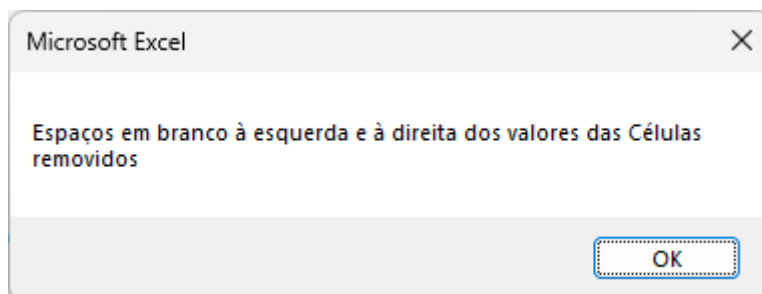 Microsoft Excel
Espaços em branco à esquerda e à direita dos valores das Células
removidos
OK